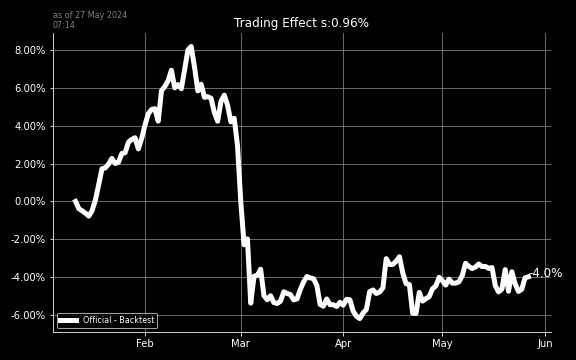 as of 27 May 2024
07:14
Trading Effect s:0.96%
8.00%
6.00%
4.00%
2.00%
0.00%
-2.00%
-4.00%
-6.00%
-4.0%
Official - Backtest
Feb
Mar
Apr
May
Jun